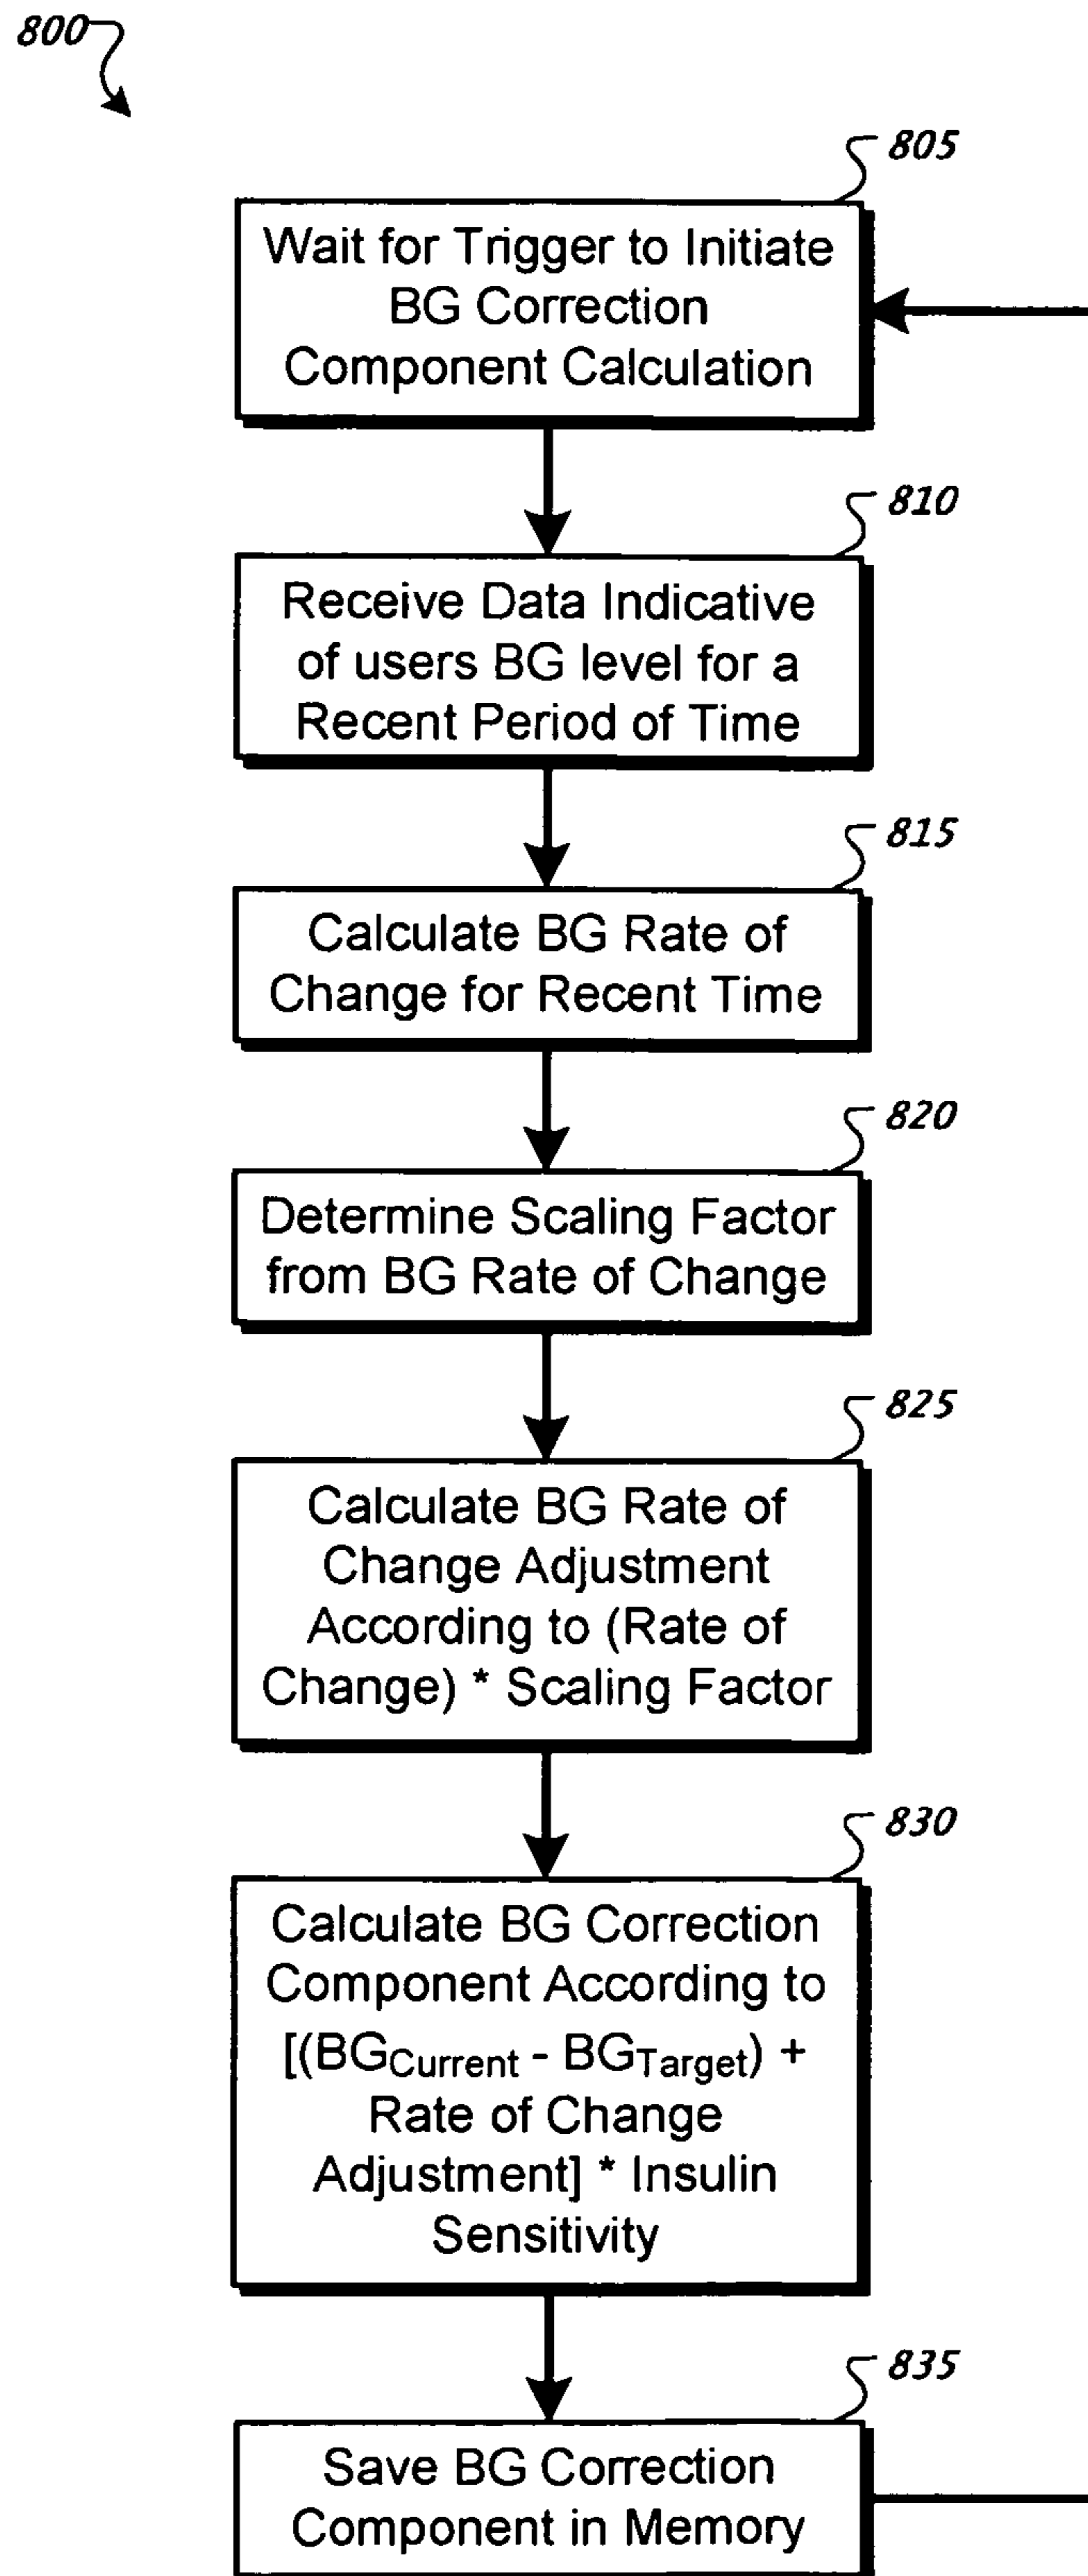 800
805
Wait for Trigger to Initiate
BG Correction
Component Calculation
810
Receive Data Indicative
of users BG level for a
Recent Period of Time
815
Calculate BG Rate of
Change for Recent Time
820
Determine Scaling Factor
from BG Rate of Change
825
Calculate BG Rate of
Change Adjustment
According to (Rate of
Change) * Scaling Factor
830
Calculate BG Correction
Component According to
[(BGCurrent - BGTarget) +
Rate of Change
Adjustment] * Insulin
Sensitivity
835
Save BG Correction
Component in Memory